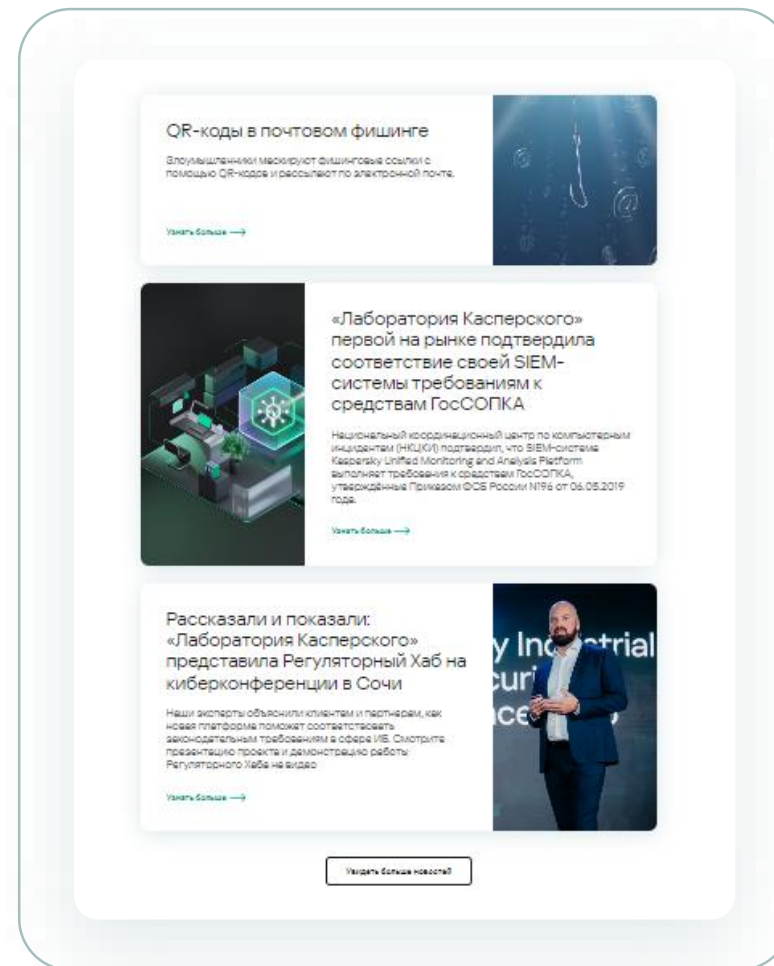 QR-коды в почтовом фишинге
Злоумышленники маскируют фишинговые ссылки с
помощью QR-кодов и рассылают по электронной почте.
Узнать больше →
«Лаборатория Касперского»
первой на рынке подтвердила
соответствие своей SIEM-
системы требованиям к
средствам ГосСОПКА
Национальный координационный центр по компьютерным
инцидентам (НКЦКИ) подтвердил, что SIEM-система
Kaspersky Unified Monitoring and Analysis Platform
выполняет требования к средствам ГосСОПКА,
утверждённые Приказом ФСБ России N196 от 06.05.2019
года.
Узнать больше →
Рассказали и показали:
«Лаборатория Касперского»
представила Регуляторный Хаб на
киберконференции в Сочи
Наши эксперты объяснили клиентам и партнерам, как
новая платформа поможет соответствовать
законодательным требованиям в сфере ИБ. Смотрите
презентацию проекта и демонстрацию работы
Регуляторного Хаба на видео
Узнать больше →
y Industrial
Увидеть больше новостей